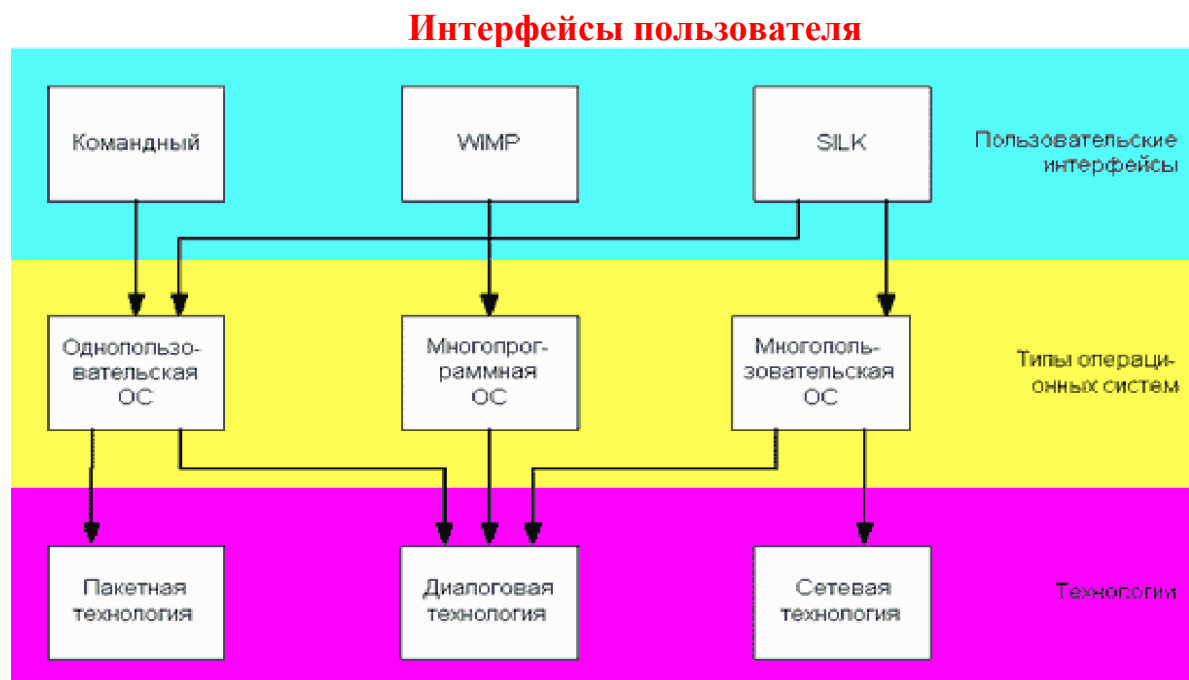 Интерфейсы пользователя
Командный
WIMP
SILK
Пользовательские
интерфейсы
Однопользо-
вательская
ОС
Многопрог-
раммная
ОС
Многополь-
зовательская
ОС
Типы операци-
онных систем
Пакетная
технология
Диалоговая
технология
Сетевая
технология
Технологии